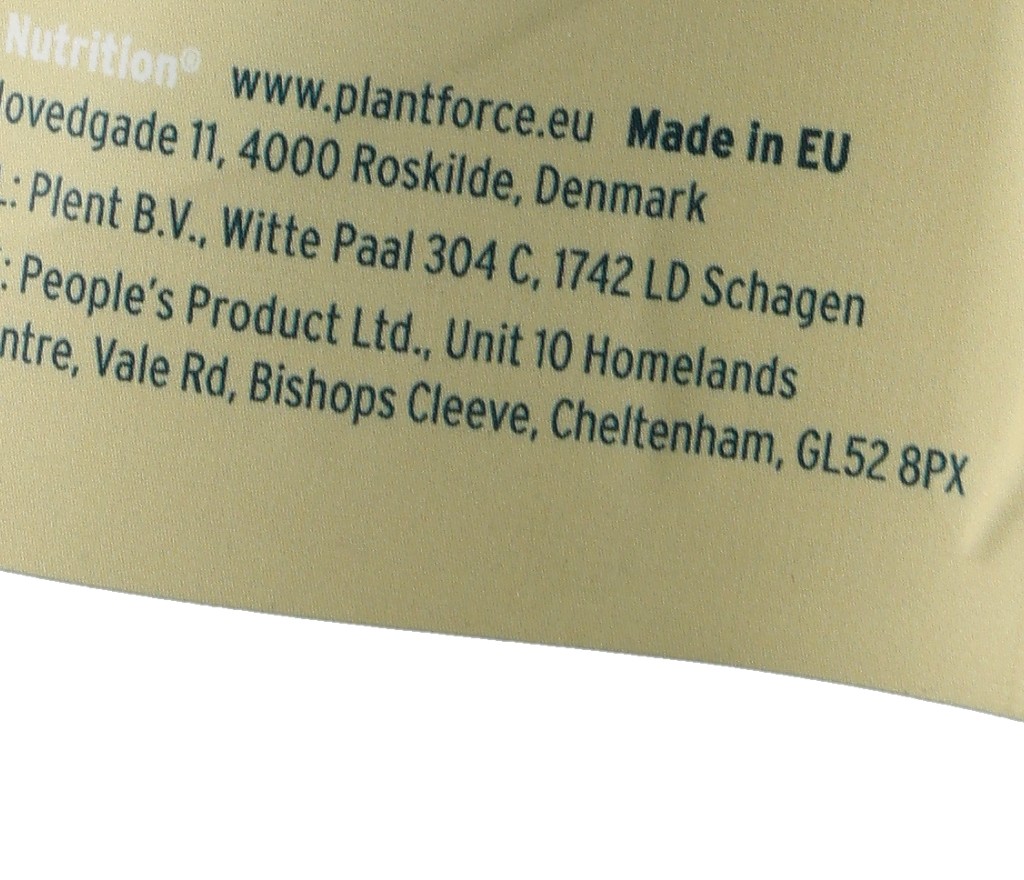 Nutrition® www.plantforce.eu Made in EU
ovedgade 11, 4000 Roskilde, Denmark
L: Plent B.V., Witte Paal 304 C, 1742 LD Schagen
: People's Product Ltd., Unit 10 Homelands
ntre, Vale Rd, Bishops Cleeve, Cheltenham, GL52 8PX